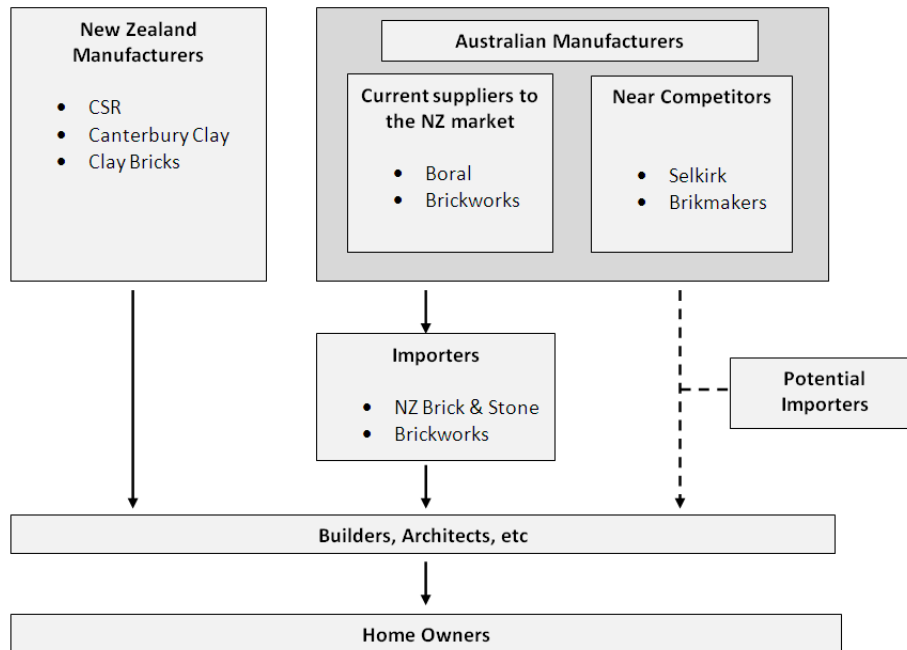 New Zealand
Manufacturers
• CSR
• Canterbury Clay
• Clay Bricks
Australian Manufacturers
Current suppliers to
the NZ market
• Boral
• Brickworks
Near Competitors
• Selkirk
• Brikmakers
Importers
• NZ Brick & Stone
• Brickworks
Potential
Importers
Builders, Architects, etc
Home Owners